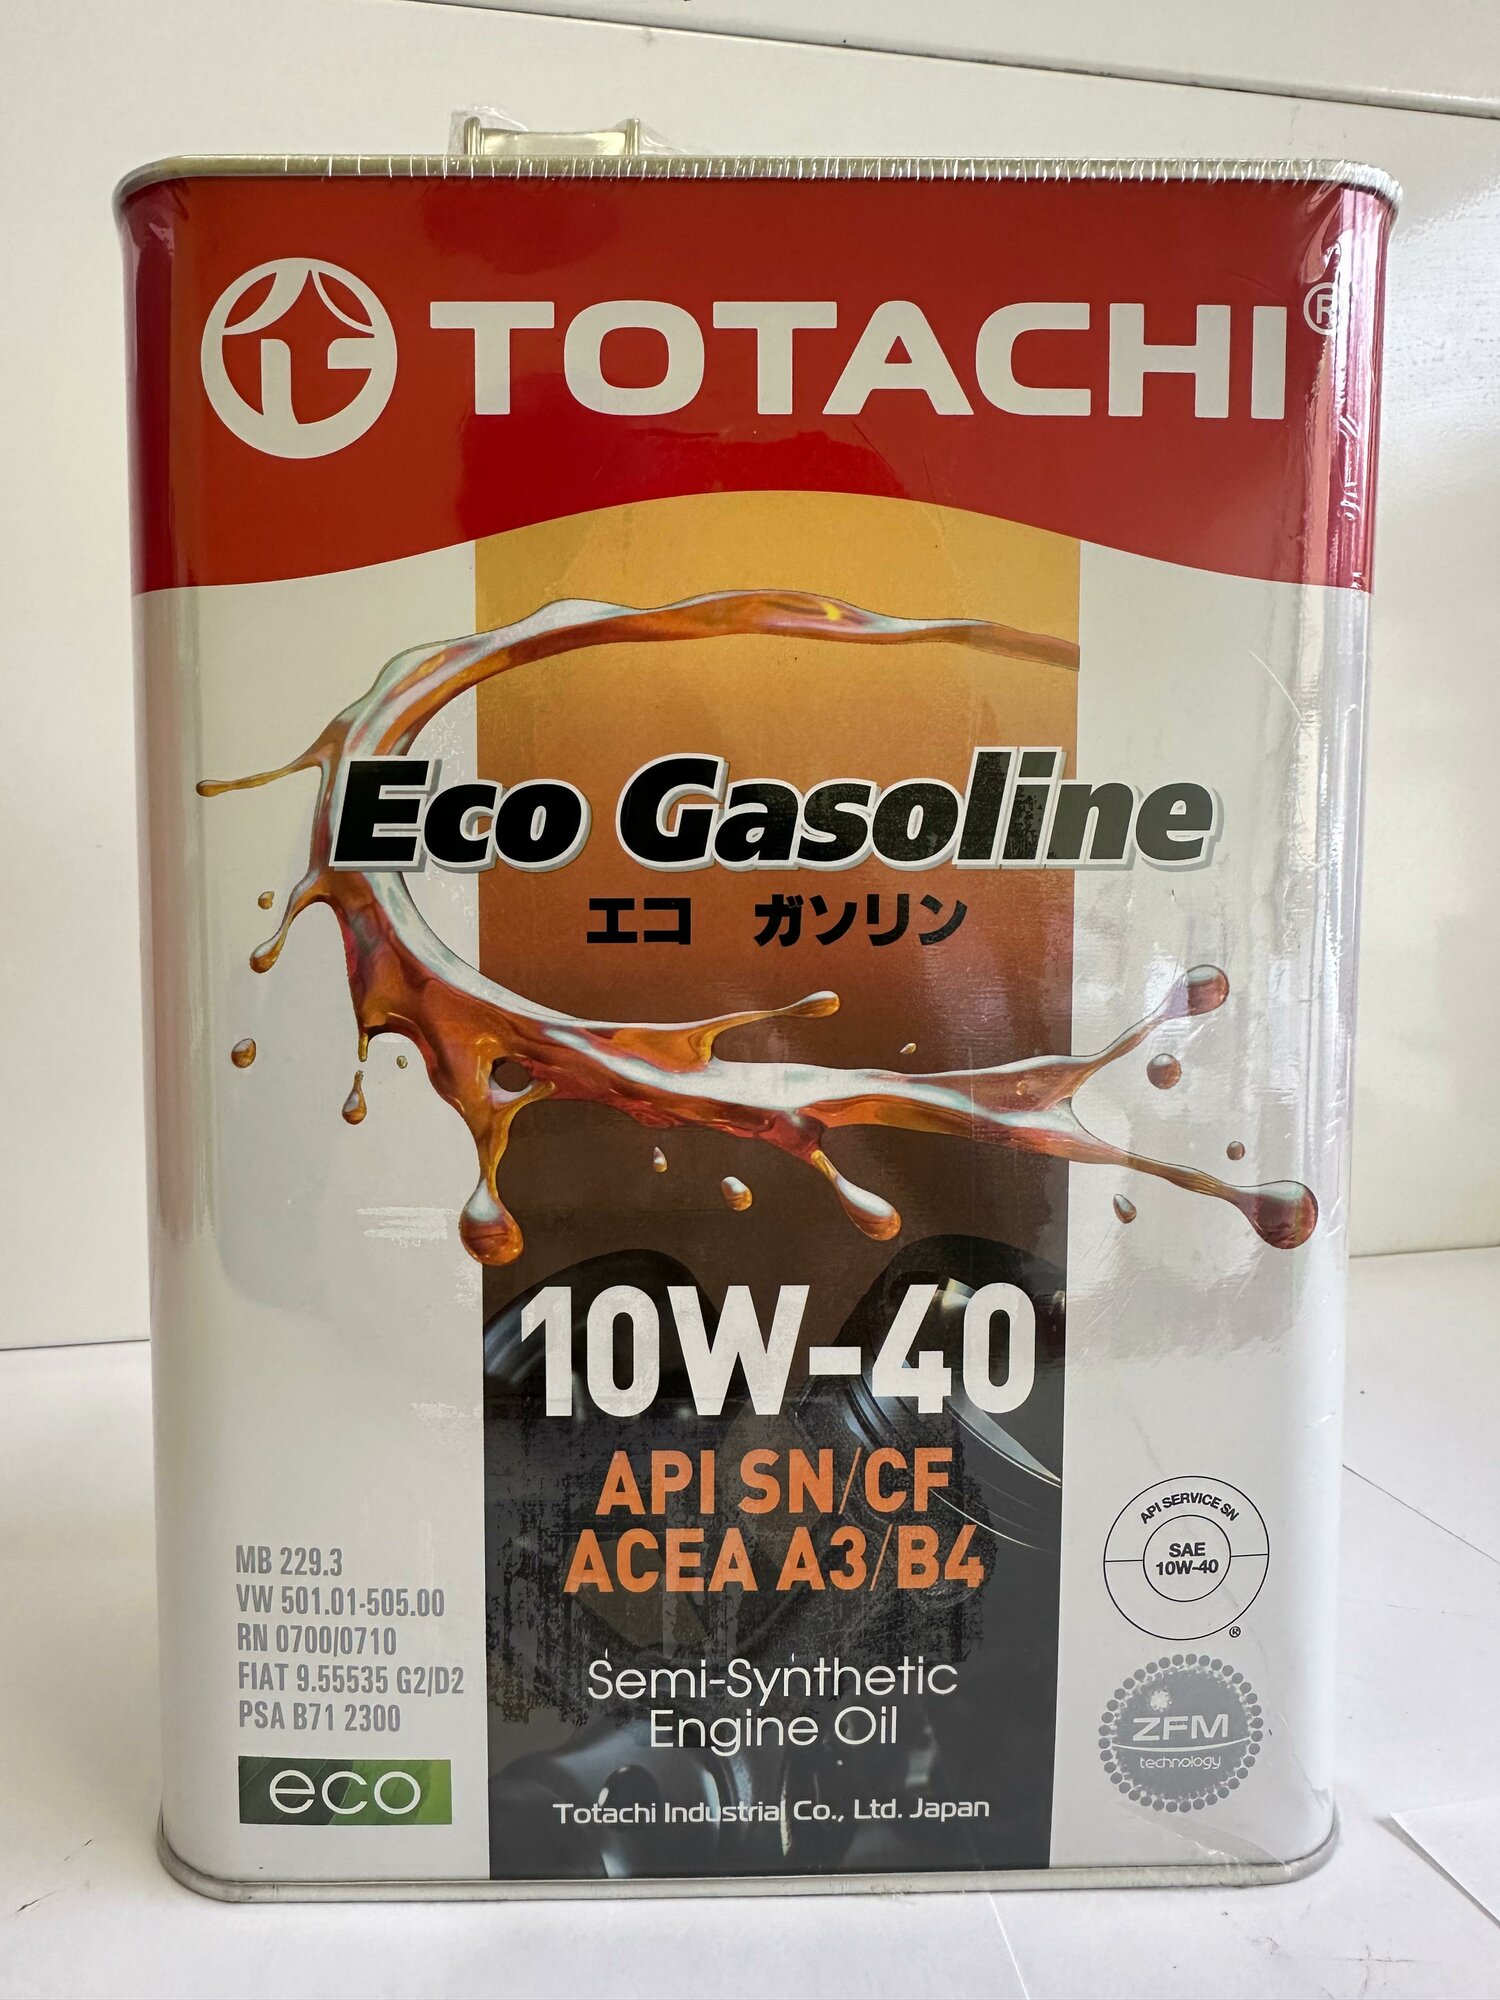 TOTACHI®
Eco Gasoline
エコ ガソリン
10W-40
API SN/CF
ACEA A3/B4
MB 229.3
VW 501.01-505.00
RN 0700/0710
FIAT 9.55535 G2/D2
PSA B71 2300
eco
Semi-Synthetic
Engine Oil
Totachi Industrial Co., Ltd. Japan
API SERVICE SN
SAE
10W-40
®
ZFM
technology